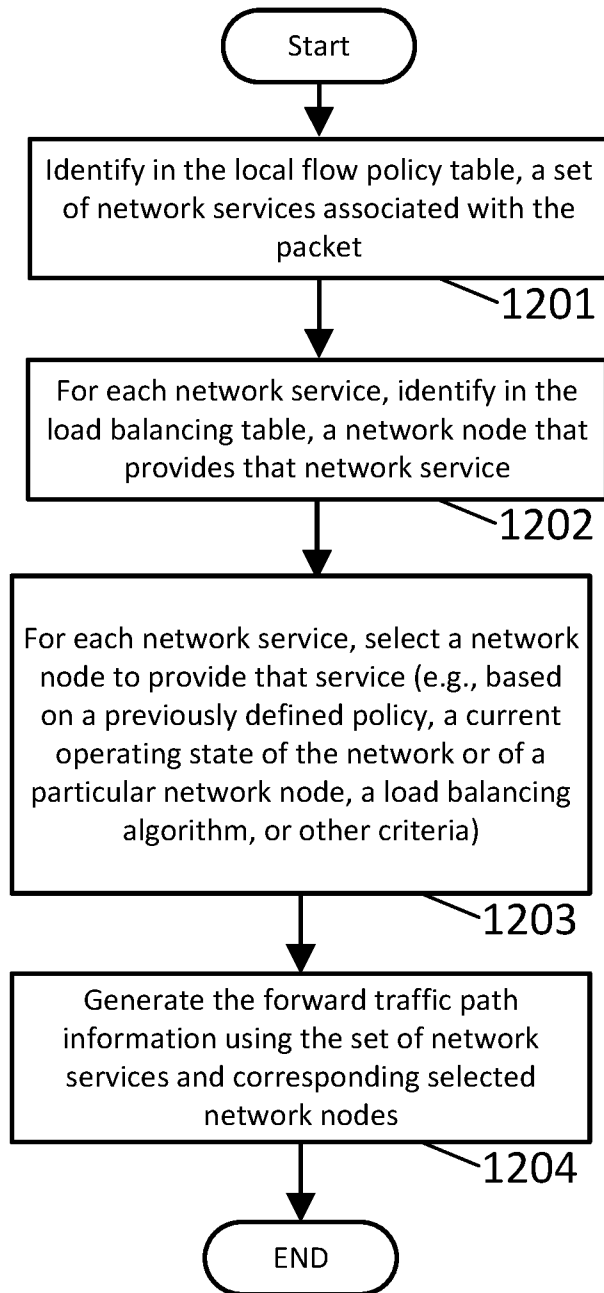 Start
Identify in the local flow policy table, a set
of network services associated with the
packet
1201
For each network service, identify in the
load balancing table, a network node that
provides that network service
1202
For each network service, select a network
node to provide that service (e.g., based
on a previously defined policy, a current
operating state of the network or of a
particular network node, a load balancing
algorithm, or other criteria)
1203
Generate the forward traffic path
information using the set of network
services and corresponding selected
network nodes
1204
END